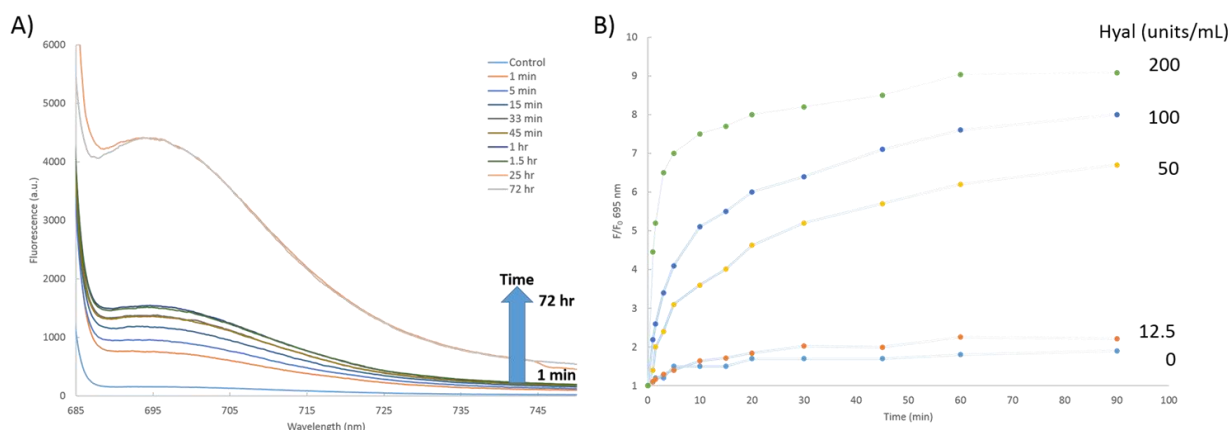 A)
6000
5000
4000
3000
2000
1000
0
Fluorescence (a.u.)
685
695
705
715
725
735
745
Wavelength (nm)
Control
1 min
5 min
15 min
33 min
45 min
1 hr
1.5 hr
25 hr
72 hr
Time
72 hr
1 min
B)
10
9
8
7
6
5
4
3
2
1
F/F₀ 695 nm
0
10
20
30
40
50
60
70
80
90
100
Time (min)
Hyal (units/mL)
200
100
50
12.5
0